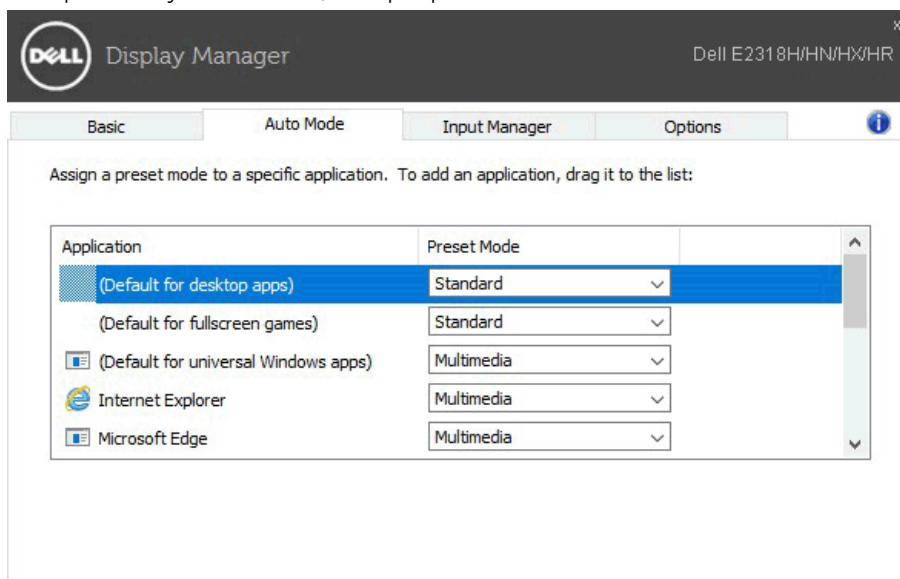 DELL
Display Manager
x
Dell E2318H/HN/HX/HR
Basic Auto Mode Input Manager Options
Assign a preset mode to a specific application. To add an application, drag it to the list:
Application Preset Mode
(Default for desktop apps) Standard
(Default for fullscreen games) Standard
(Default for universal Windows apps) Multimedia
Internet Explorer Multimedia
Microsoft Edge Multimedia